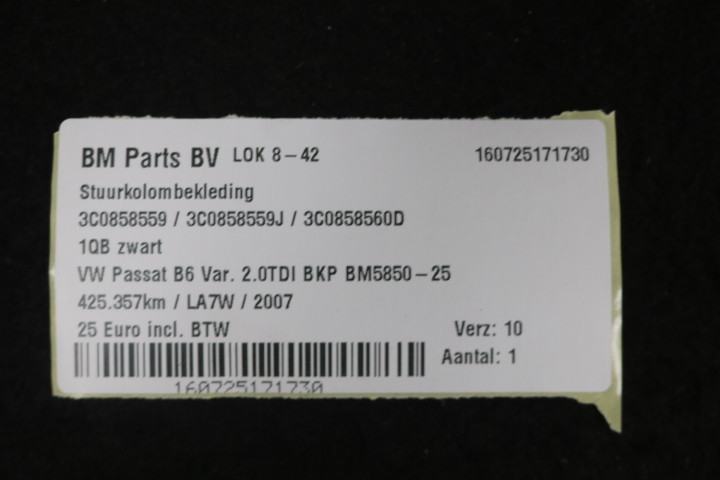 BM Parts BV LOK 8-42 160725171730
Stuurkolombekleding
3C0858559 / 3C0858559J / 3C0858560D
1QB zwart
VW Passat B6 Var. 2.0TDI BKP BM5850-25
425.357km / LA7W / 2007
25 Euro incl. BTW Verz: 10
Aantal: 1
160725171730